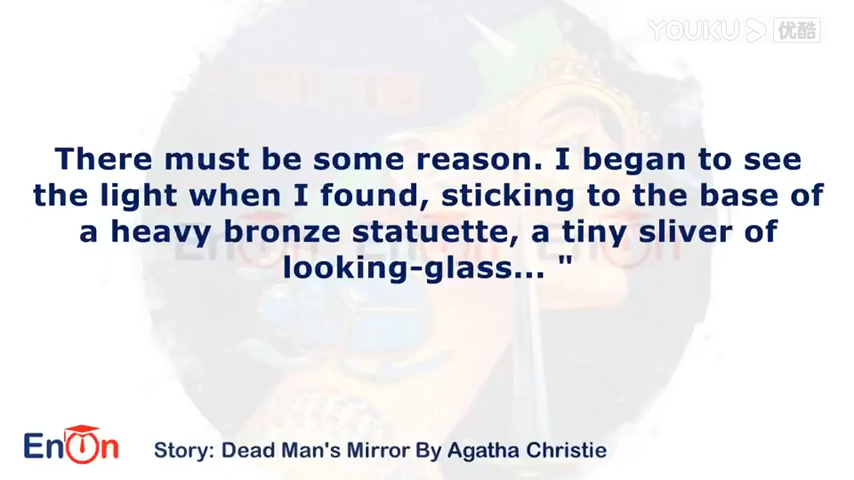 YOUKU 优酷
There must be some reason. I began to see
the light when I found, sticking to the base of
a heavy bronze statuette, a tiny sliver of
looking-glass... "
EnOn
Story: Dead Man's Mirror By Agatha Christie